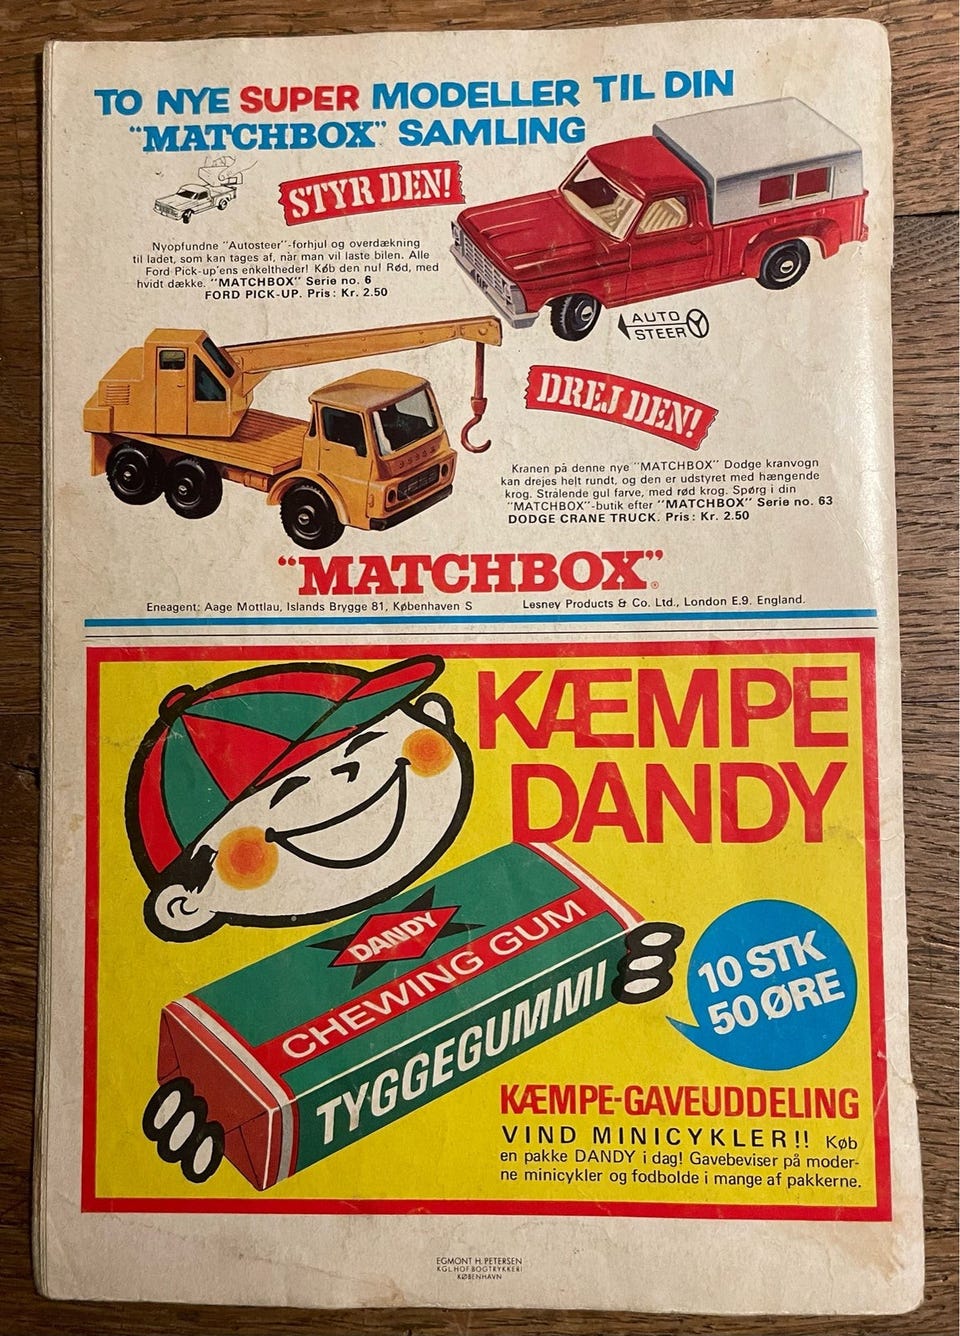 TO NYE SUPER MODELLER TIL DIN
"MATCHBOX" SAMLING
STYR DEN!
Nyopfundne "Autosteer"-forhjul og overdækning
til ladet, som kan tages af, når man vil laste bilen. Alle
Ford Pick-up'ens enkeltheder! Køb den nu! Rød, med
hvidt dække. "MATCHBOX" Serie no. 6
FORD PICK-UP. Pris: Kr. 2.50
AUTO
STEER
DREJ DEN!
Kranen på denne nye "MATCHBOX" Dodge kranvogn
kan drejes helt rundt, og den er udstyret med hængende
krog. Strålende gul farve, med rød krog. Spørg i din
"MATCHBOX"-butik efter "MATCHBOX" Serie no. 63
DODGE CRANE TRUCK. Pris: Kr. 2.50
"MATCHBOX"®
Eneagent: Aage Mottlau, Islands Brygge 81, København S
Lesney Products & Co. Ltd., London E.9. England.
KÆMPE
DANDY
DANDY
CHEWING GUM
TYGGEGUMMI
10 STK
50 ØRE
KÆMPE-GAVEUDDELING
VIND MINICYKLER!! Køb
en pakke DANDY i dag! Gavebeviser på moder-
ne minicykler og fodbolde i mange af pakkerne.
EGMONT H. PETERSEN
KGL. HOFBOGTRYKKERI
KØBENHAVN